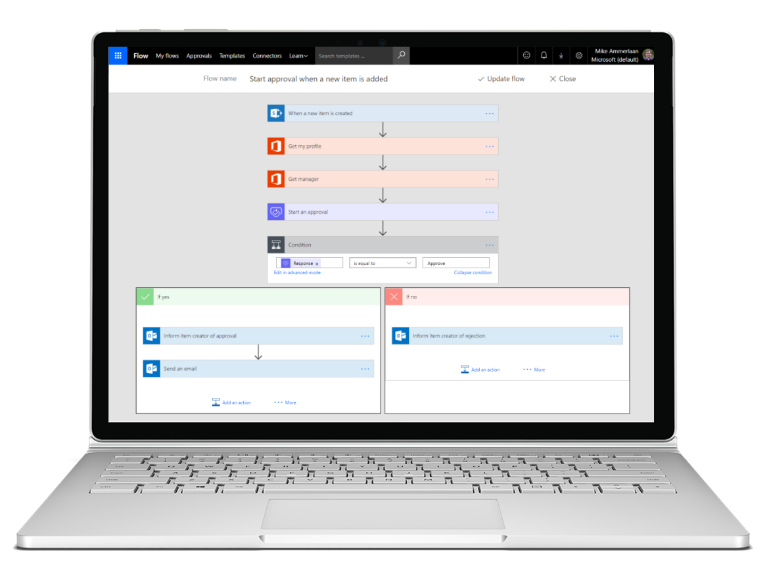 Flow My flows Approvals Templates Connectors Learn Search templates ... Mike Ammerlaan
Microsoft (default)
Flow name Start approval when a new item is added Update flow Close
When a new item is created
Get my profile
Get manager
Start an approval
Condition
Response x is equal to Approve
Edit in advanced mode Collapse condition
If yes If no
Inform item creator of approval Inform item creator of rejection
Send an email Add an action More
Add an action More